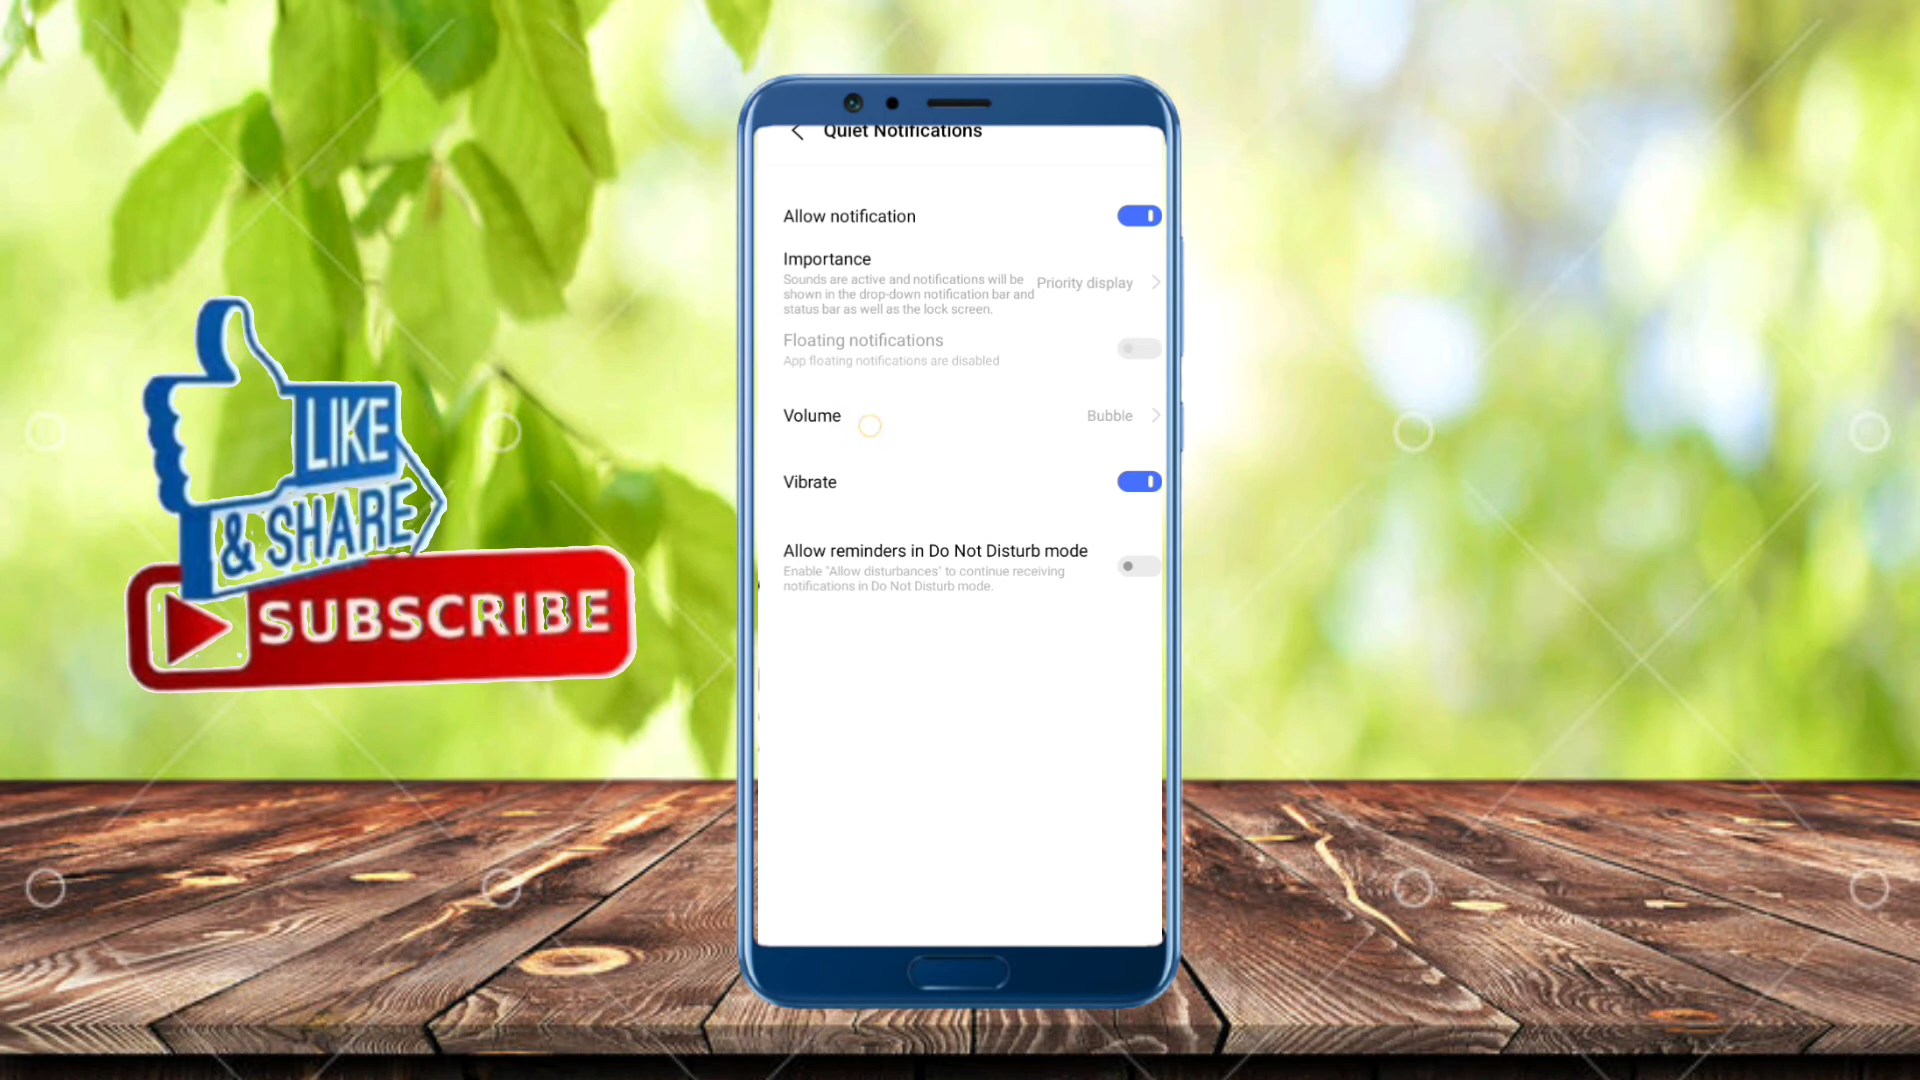 LIKE
& SHARE
SUBSCRIBE
Quiet Notifications
Allow notification
Importance
Sounds are active and notifications will be
shown in the drop-down notification bar and
status bar as well as the lock screen.
Priority display
Floating notifications
App floating notifications are disabled
Volume
Bubble
Vibrate
Allow reminders in Do Not Disturb mode
Enable "Allow disturbances" to continue receiving
notifications in Do Not Disturb mode.